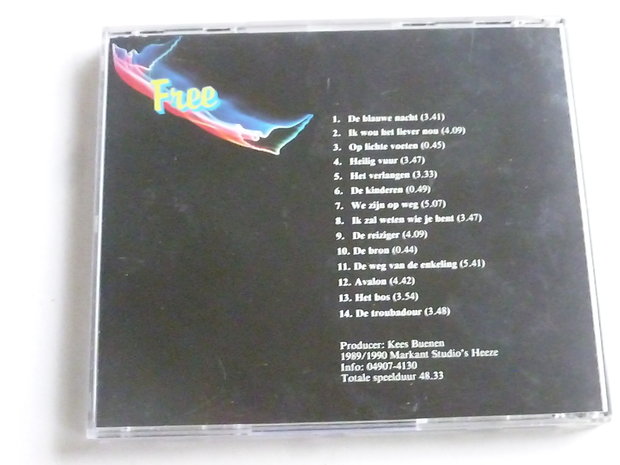 Free
1. De blauwe nacht (3.41)
2. Ik wou het liever non (4.09)
3. Op lichte voeten (0.45)
4. Heilig vuur (3.47)
5. Het verlangen (3.33)
6. De kinderen (0.49)
7. We zijn op weg (5.07)
8. Ik zal weten wie je bent (3.47)
9. De reiziger (4.09)
10. De bron (0.44)
11. De weg van de enkeling (5.41)
12. Avalon (4.42)
13. Het bos (3.54)
14. De troubadour (3.48)
Producer: Kees Buenen
1989/1990 Markant Studio's Heeze
Info: 04907-4130
Totale speelduur 48.33